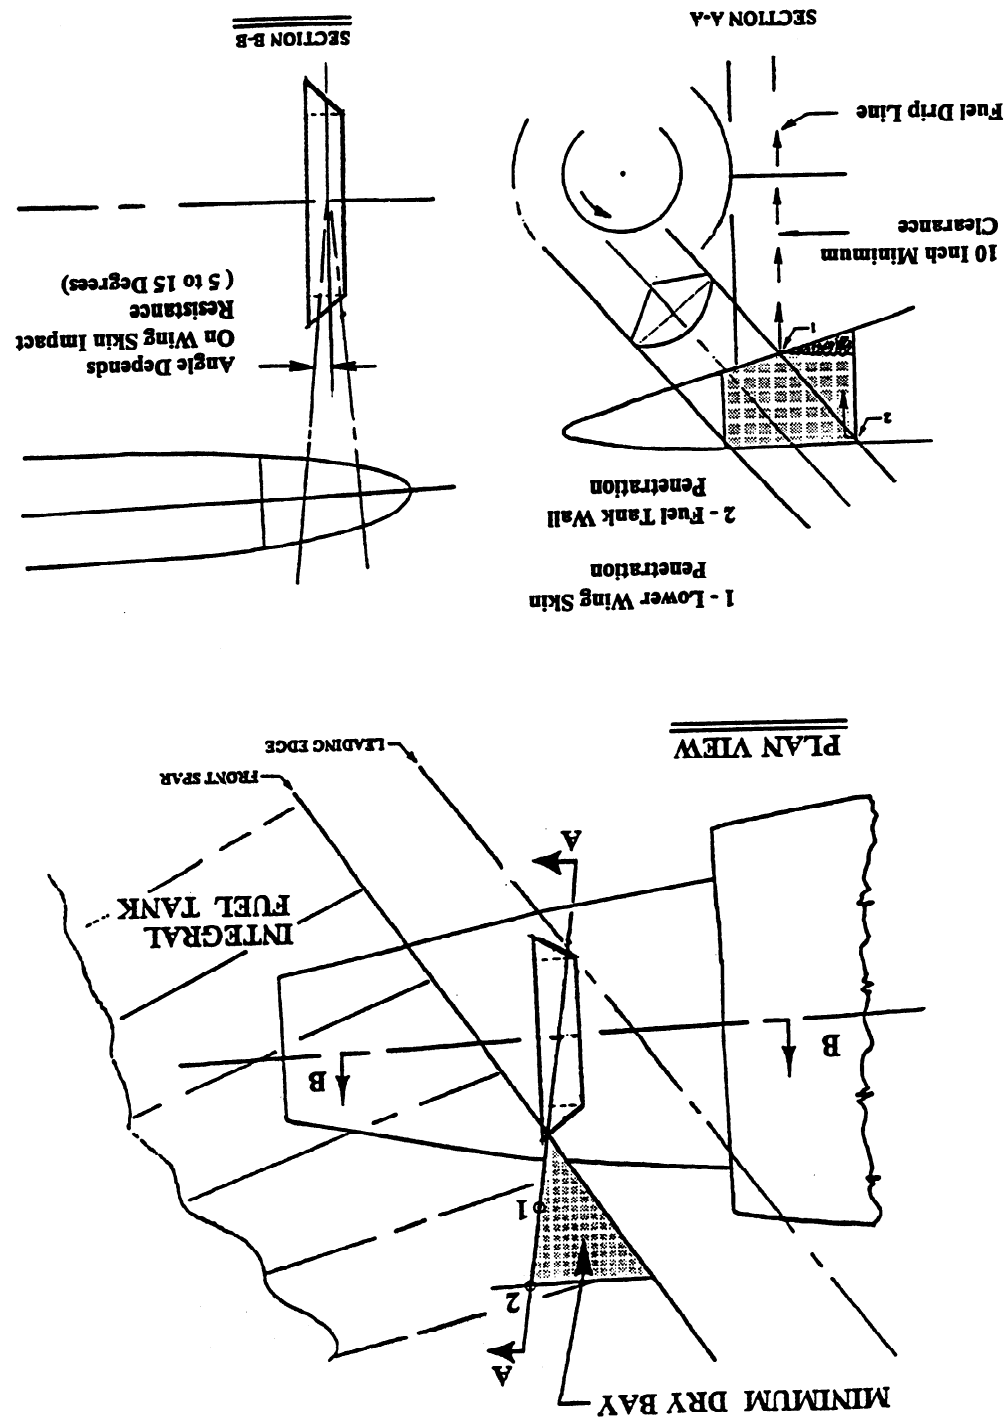 MINIMUM DRY BAY
A
2
1
B
B
INTEGRAL
FUEL TANK
A
FRONT SPAR
LEADING EDGE
PLAN VIEW
1 - Lower Wing Skin
Penetration
2 - Fuel Tank Wall
Penetration
2
1
10 Inch Minimum
Clearance
Fuel Drip Line
SECTION A-A
Angle Depends
On Wing Skin Impact
Resistance
( 5 to 15 Degrees)
SECTION B-B